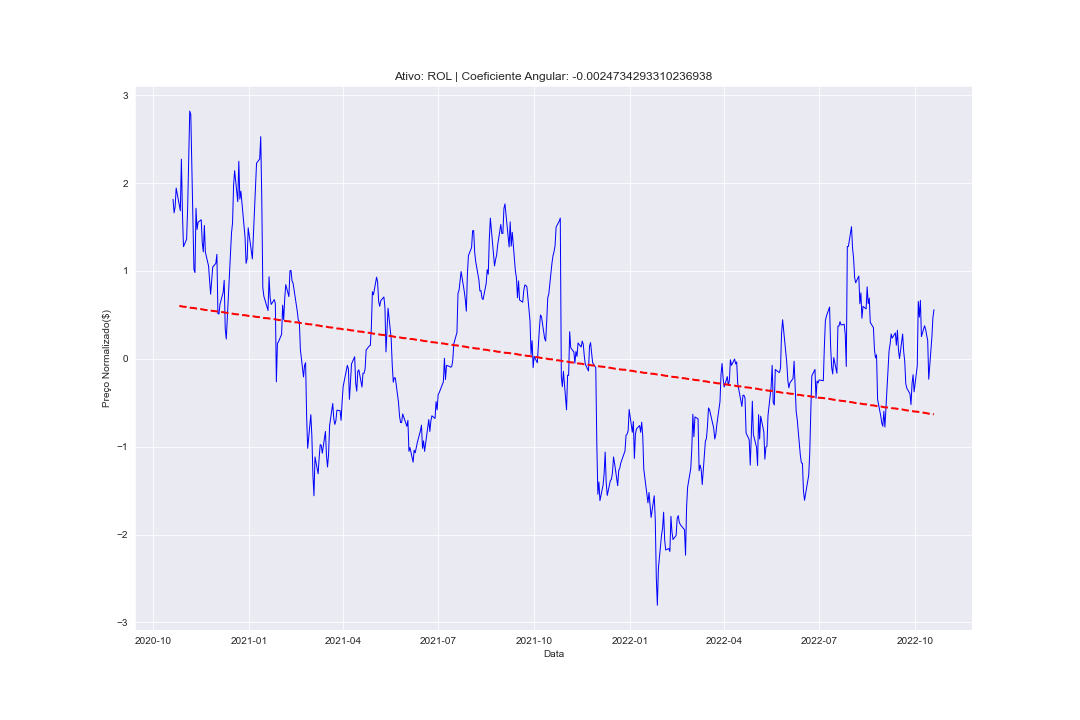 Ativo: ROL | Coeficiente Angular: -0.0024734293310236938
3
2
1
0
−1
−2
−3
Preço Normalizado($)
2020-10 2021-01 2021-04 2021-07 2021-10 2022-01 2022-04 2022-07 2022-10
Data